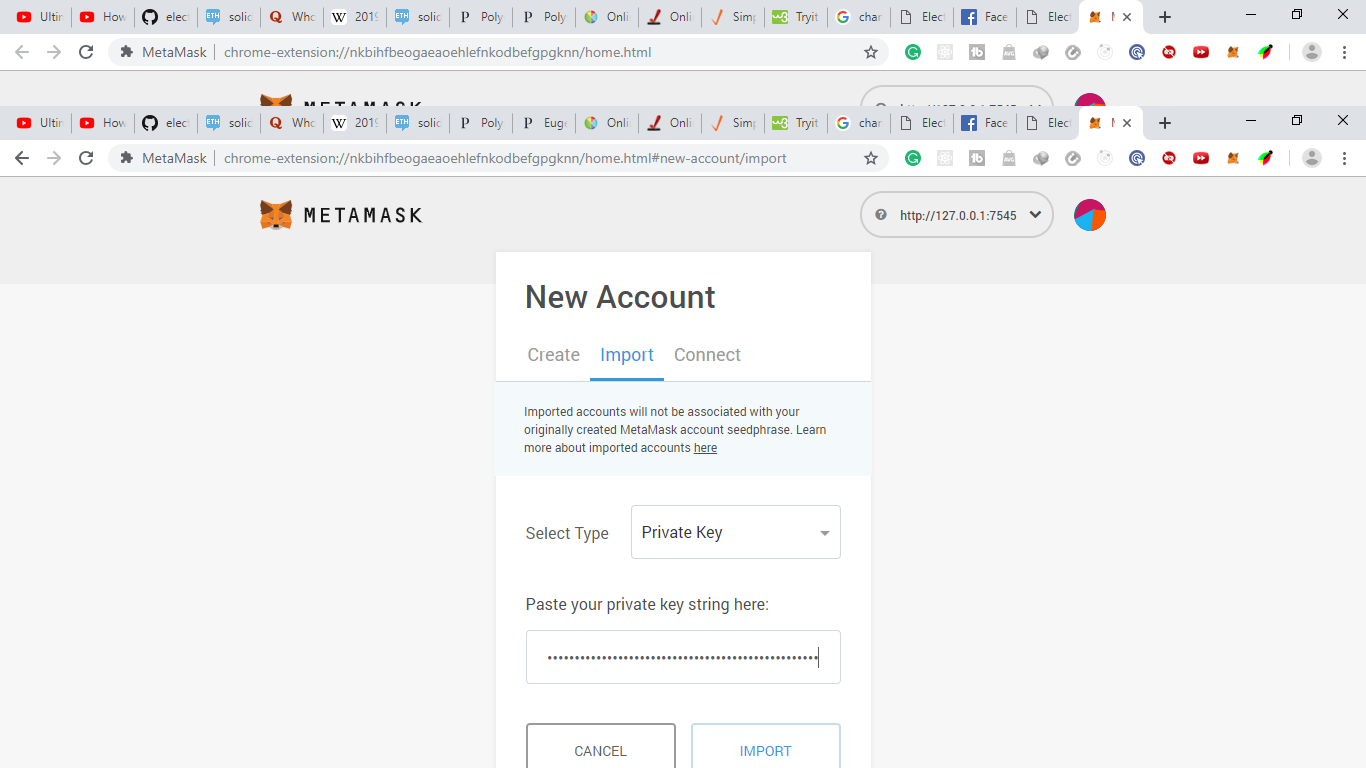 Ultir How elect solic Who 2019 solic Poly Poly Onli Onli Simp Tryit char Elect Face Elect M
MetaMask chrome-extension://nkbihfbeogaeaoehlefnkodbefgpgknn/home.html
METAMASK
Ultir How elect solic Who 2019 solic Poly Euge Onli Onli Simp Tryit char Elect Face Elect M
MetaMask chrome-extension://nkbihfbeogaeaoehlefnkodbefgpgknn/home.html#new-account/import
METAMASK http://127.0.0.1:7545
New Account
Create Import Connect
Imported accounts will not be associated with your
originally created MetaMask account seedphrase. Learn
more about imported accounts here
Select Type Private Key
Paste your private key string here:
CANCEL IMPORT